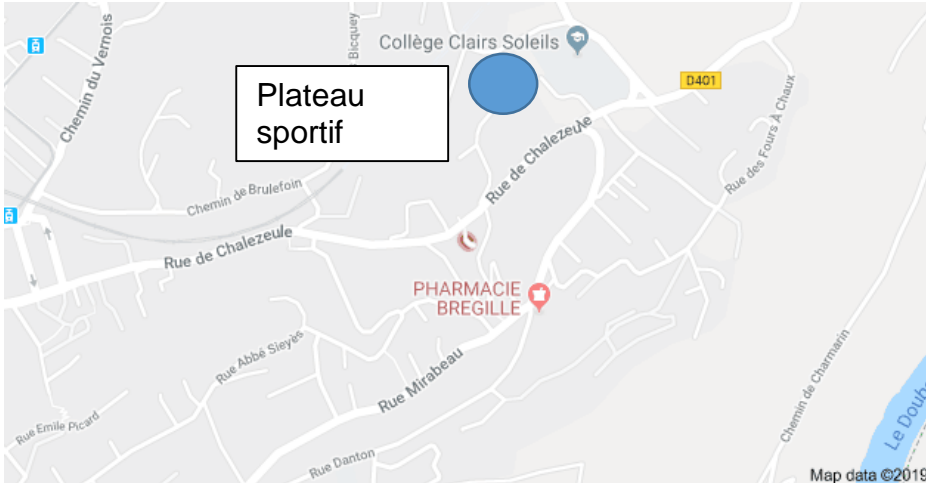 Collège Clairs Soleils
Bicquey
Chemin du Vernois
D401
Plateau
sportif
Rue de Chalezeule
Rue des Fours À Chaux
Chemin de Brulefoin
Rue de Chalezeule
PHARMACIE
BREGILLE
Rue Abbé Sieyès
Rue Mirabeau
Chemin de Charmarin
Rue Emile Picard
Le Doubs
Rue Danton
Map data ©2019